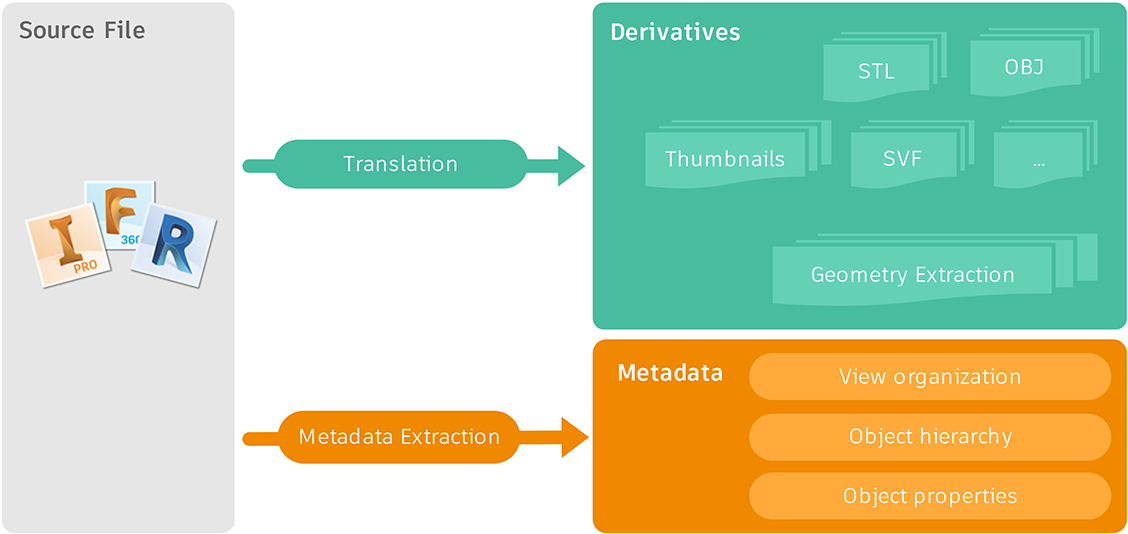 Source File
I
PRO
F
360
R
Translation
Metadata Extraction
Derivatives
STL
OBJ
Thumbnails
SVF
...
Geometry Extraction
Metadata
View organization
Object hierarchy
Object properties